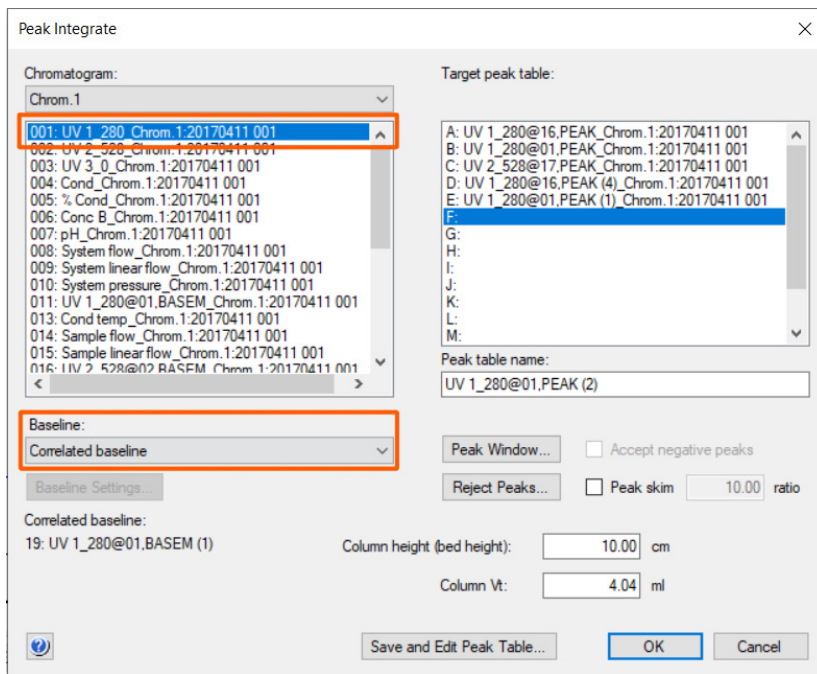 Peak Integrate
Chromatogram:
Chrom.1
001: UV 1_280_Chrom.1:20170411 001
002: UV 2_528_Chrom.1:20170411 001
003: UV 3_0_Chrom.1:20170411 001
004: Cond_Chrom.1:20170411 001
005: % Cond_Chrom.1:20170411 001
006: Conc B_Chrom.1:20170411 001
007: pH_Chrom.1:20170411 001
008: System flow_Chrom.1:20170411 001
009: System linear flow_Chrom.1:20170411 001
010: System pressure_Chrom.1:20170411 001
011: UV 1_280@01,BASEM_Chrom.1:20170411 001
013: Cond temp_Chrom.1:20170411 001
014: Sample flow_Chrom.1:20170411 001
015: Sample linear flow_Chrom.1:20170411 001
016: UV 2_528@02,BASEM_Chrom.1:20170411 001
Baseline:
Correlated baseline
Baseline Settings...
Correlated baseline:
19: UV 1_280@01,BASEM (1)
Target peak table:
A: UV 1_280@16,PEAK_Chrom.1:20170411 001
B: UV 1_280@01,PEAK_Chrom.1:20170411 001
C: UV 2_528@17,PEAK_Chrom.1:20170411 001
D: UV 1_280@16,PEAK (4)_Chrom.1:20170411 001
E: UV 1_280@01,PEAK (1)_Chrom.1:20170411 001
F:
G:
H:
I:
J:
K:
L:
M:
Peak table name:
UV 1_280@01,PEAK (2)
Peak Window... Accept negative peaks
Reject Peaks... Peak skim 10.00 ratio
Column height (bed height): 10.00 cm
Column Vt: 4.04 ml
Save and Edit Peak Table... OK Cancel